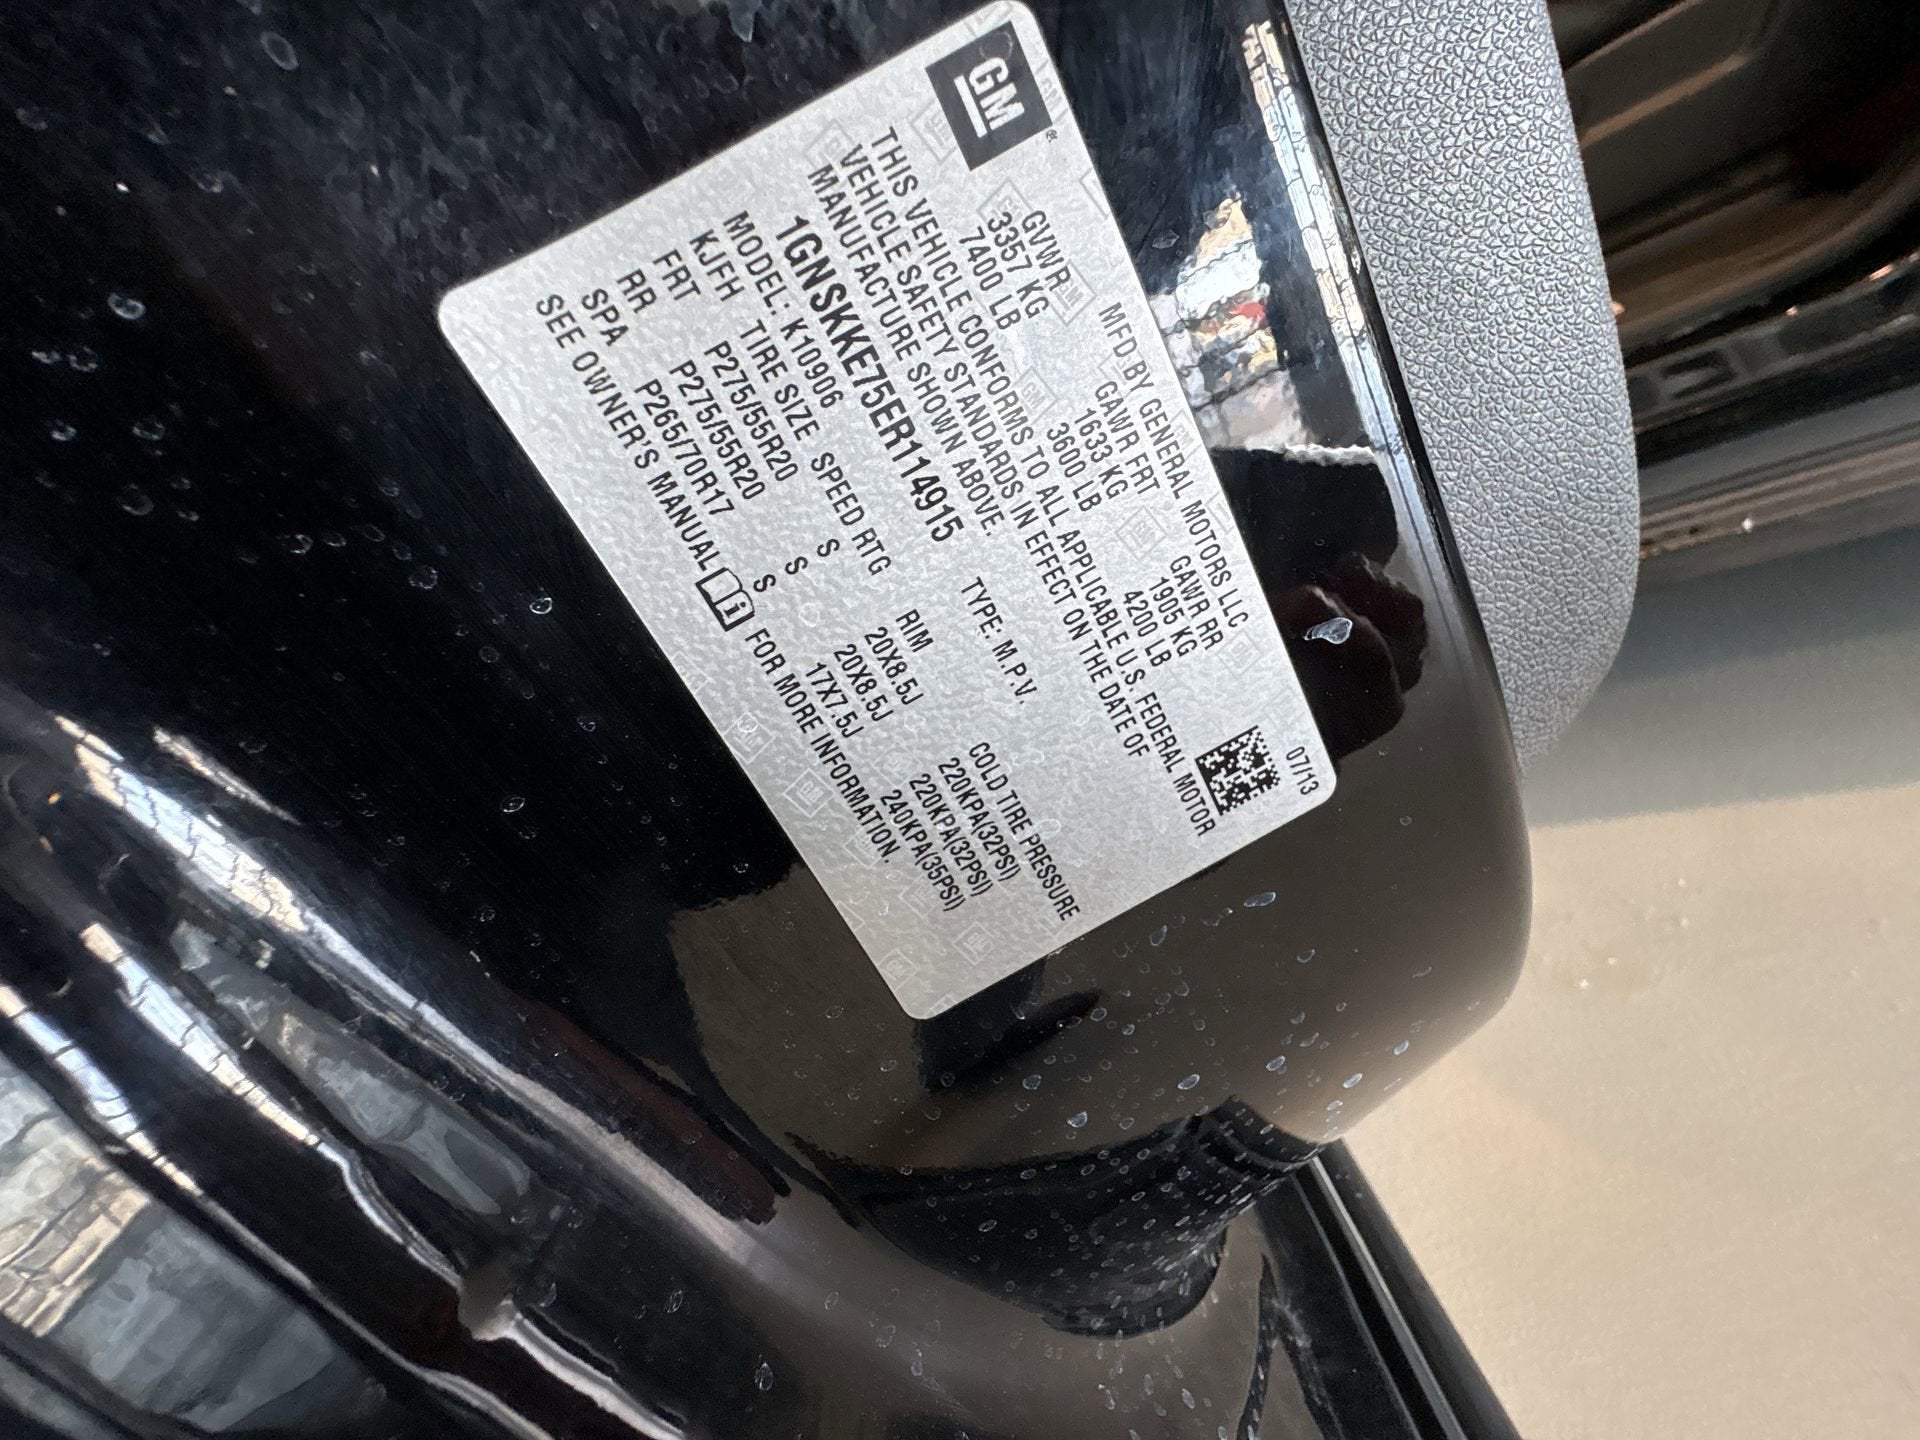 GM
®
MFD BY GENERAL MOTORS LLC 07/13
GVWR GAWR FRT GAWR RR
3357 KG 1633 KG 1905 KG
7400 LB 3600 LB 4200 LB
THIS VEHICLE CONFORMS TO ALL APPLICABLE U.S. FEDERAL MOTOR
VEHICLE SAFETY STANDARDS IN EFFECT ON THE DATE OF
MANUFACTURE SHOWN ABOVE.
1GNSKKE75ER114915 TYPE: M.P.V.
MODEL: K10906
KJFH TIRE SIZE SPEED RTG RIM COLD TIRE PRESSURE
FRT P275/55R20 S 20X8.5J 220KPA(32PSI)
RR P275/55R20 S 20X8.5J 220KPA(32PSI)
SPA P265/70R17 S 17X7.5J 240KPA(35PSI)
SEE OWNER'S MANUAL i FOR MORE INFORMATION.